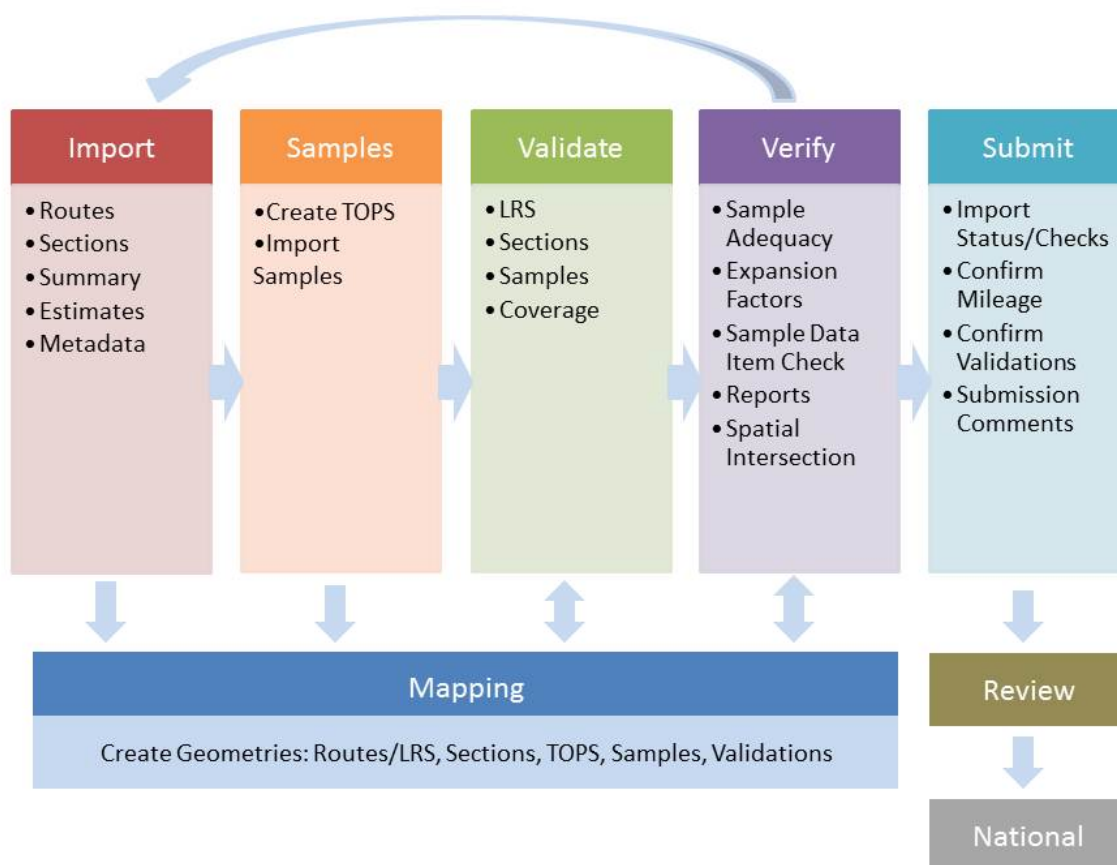 Import
• Routes
• Sections
• Summary
• Estimates
• Metadata
Samples
• Create TOPS
• Import
Samples
Validate
• LRS
• Sections
• Samples
• Coverage
Verify
• Sample
Adequacy
• Expansion
Factors
• Sample Data
Item Check
• Reports
• Spatial
Intersection
Submit
• Import
Status/Checks
• Confirm
Mileage
• Confirm
Validations
• Submission
Comments
Mapping
Create Geometries: Routes/LRS, Sections, TOPS, Samples, Validations
Review
National